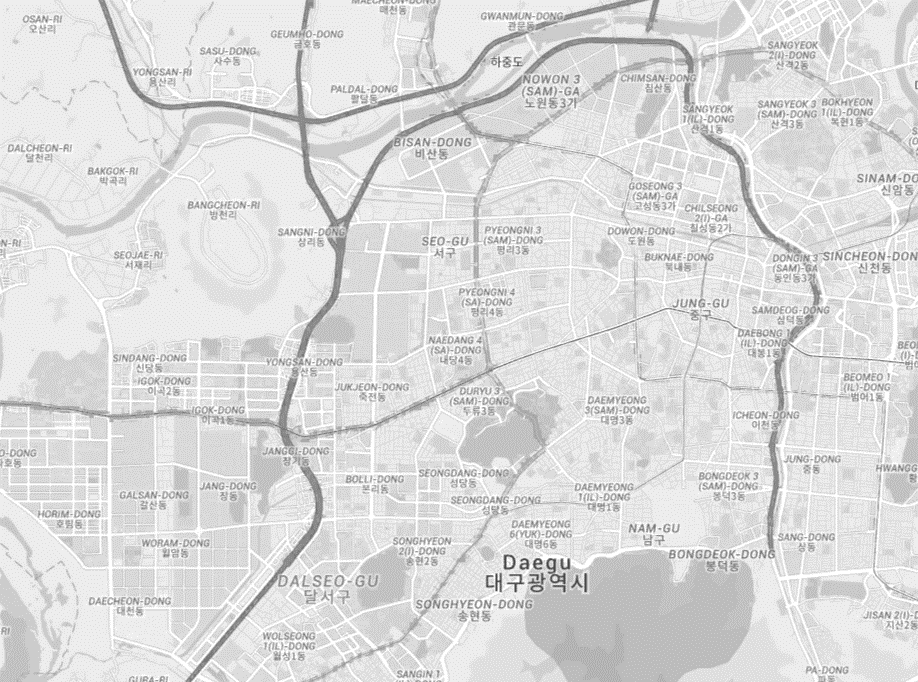 MAECHEON-DONG
매천동
OSAN-RI
오산리
GWANMUN-DONG
관문동
GEUMHO-DONG
금호동
SASU-DONG
사수동
SANGYEOK
2(I)-DONG
산격2동
하중도
YONGSAN-RI
용산리
NOWON 3
(SAM)-GA
노원동3가
CHIMSAN-DONG
침산동
PALDAL-DONG
팔달동
SANGYEOK
1(IL)-DONG
산격1동
SANGYEOK 3
(SAM)-DONG
산격3동
BOKHYEON
1(IL)-DONG
복현1동
DALCHEON-RI
달천리
BISAN-DONG
비산동
BAKGOK-RI
박곡리
SINAM-DO
신암동
GOSEONG 3
(SAM)-GA
고성동3가
BANGCHEON-RI
방천리
CHILSEONG
2(I)-GA
칠성동2가
SANGNI-DONG
상리동
SEO-GU
서구
PYEONGNI 3
(SAM)-DONG
평리3동
DOWON-DONG
도원동
N-RI
리
SEOJAE-RI
서재리
BUKNAE-DONG
북내동
DONGIN 3
(SAM)-GA
동인동3가
SINCHEON-DON
신천동
PYEONGNI 4
(SA)-DONG
평리4동
JUNG-GU
중구
SAMDEOG-DONG
삼덕동
DAEBONG 1
(IL)-DONG
대봉1동
NAEDANG 4
(SA)-DONG
내당4동
SINDANG-DONG
신당동
YONGSAN-DONG
용산동
IGOK-DONG
이곡2동
JUKJEON-DONG
죽전동
BEOMEO 1
(IL)-DONG
범어1동
DURYU 3
(SAM)-DONG
두류3동
DAEMYEONG
3(SAM)-DONG
대명3동
IGOK-DONG
이곡1동
ICHEON-DONG
이천동
JANGGI-DONG
장기동
JUNG-DONG
중동
BOLLI-DONG
본리동
SEONGDANG-DONG
성당동
BONGDEOK 3
(SAM)-DONG
봉덕3동
HWANGG
JANG-DONG
장동
GALSAN-DONG
갈산동
DAEMYEONG
1(IL)-DONG
대명1동
SEONGDANG-DONG
성당동
HORIM-DONG
호림동
DAEMYEONG
6(YUK)-DONG
대명6동
NAM-GU
남구
SANG-DONG
상동
WORAM-DONG
월암동
SONGHYEON
2(I)-DONG
송현2동
BONGDEOK-DONG
봉덕동
Daegu
대구광역시
DALSEO-GU
달서구
DAECHEON-DONG
대천동
SONGHYEON-DONG
송현동
JISAN 2(I)-D
지산2동
WOLSEONG
1(IL)-DONG
월성1동
RI
SANGIN 1
PA-DONG
파동
GURA-RI